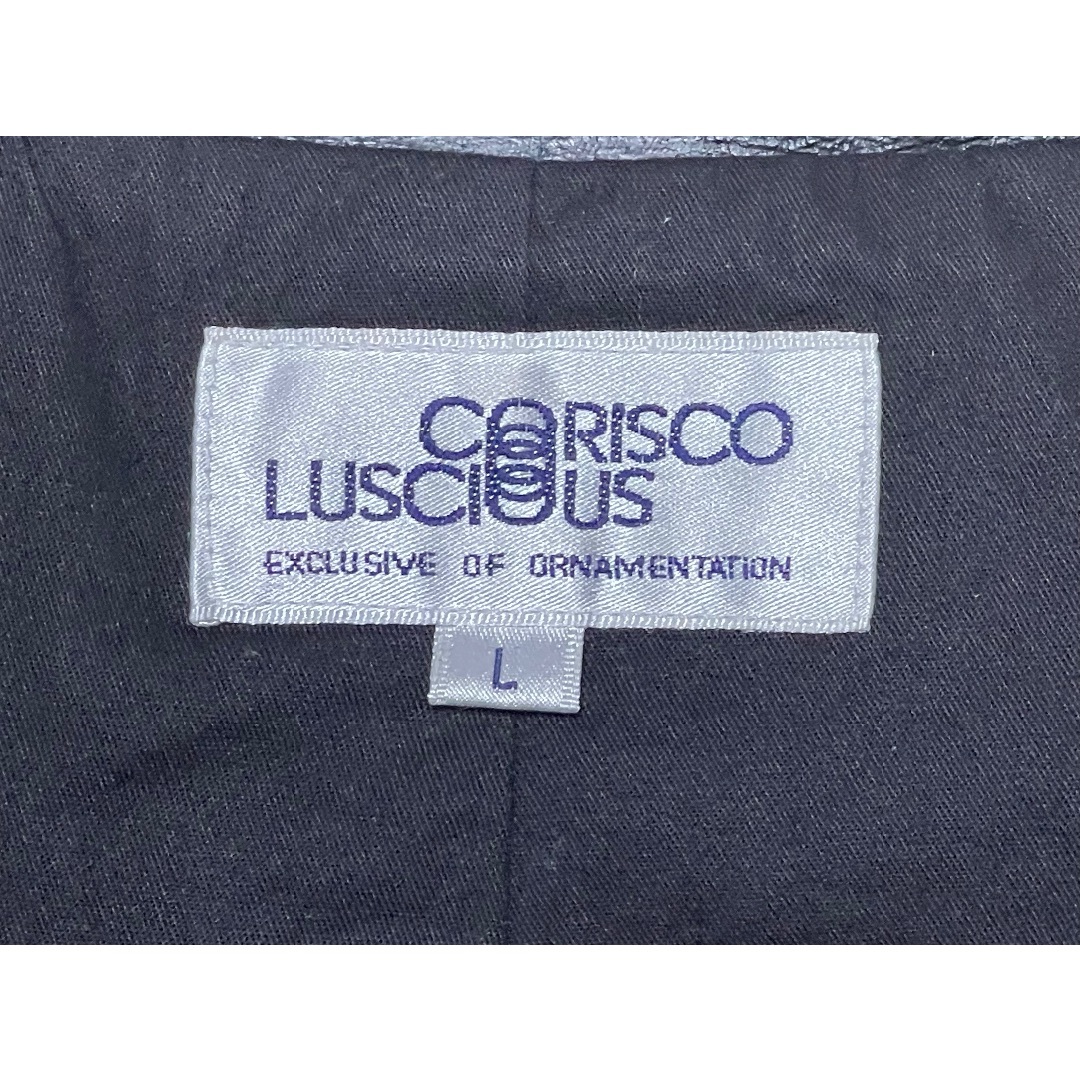 CORISCO
LUSCIOUS
EXCLUSIVE OF ORNAMENTATION
L